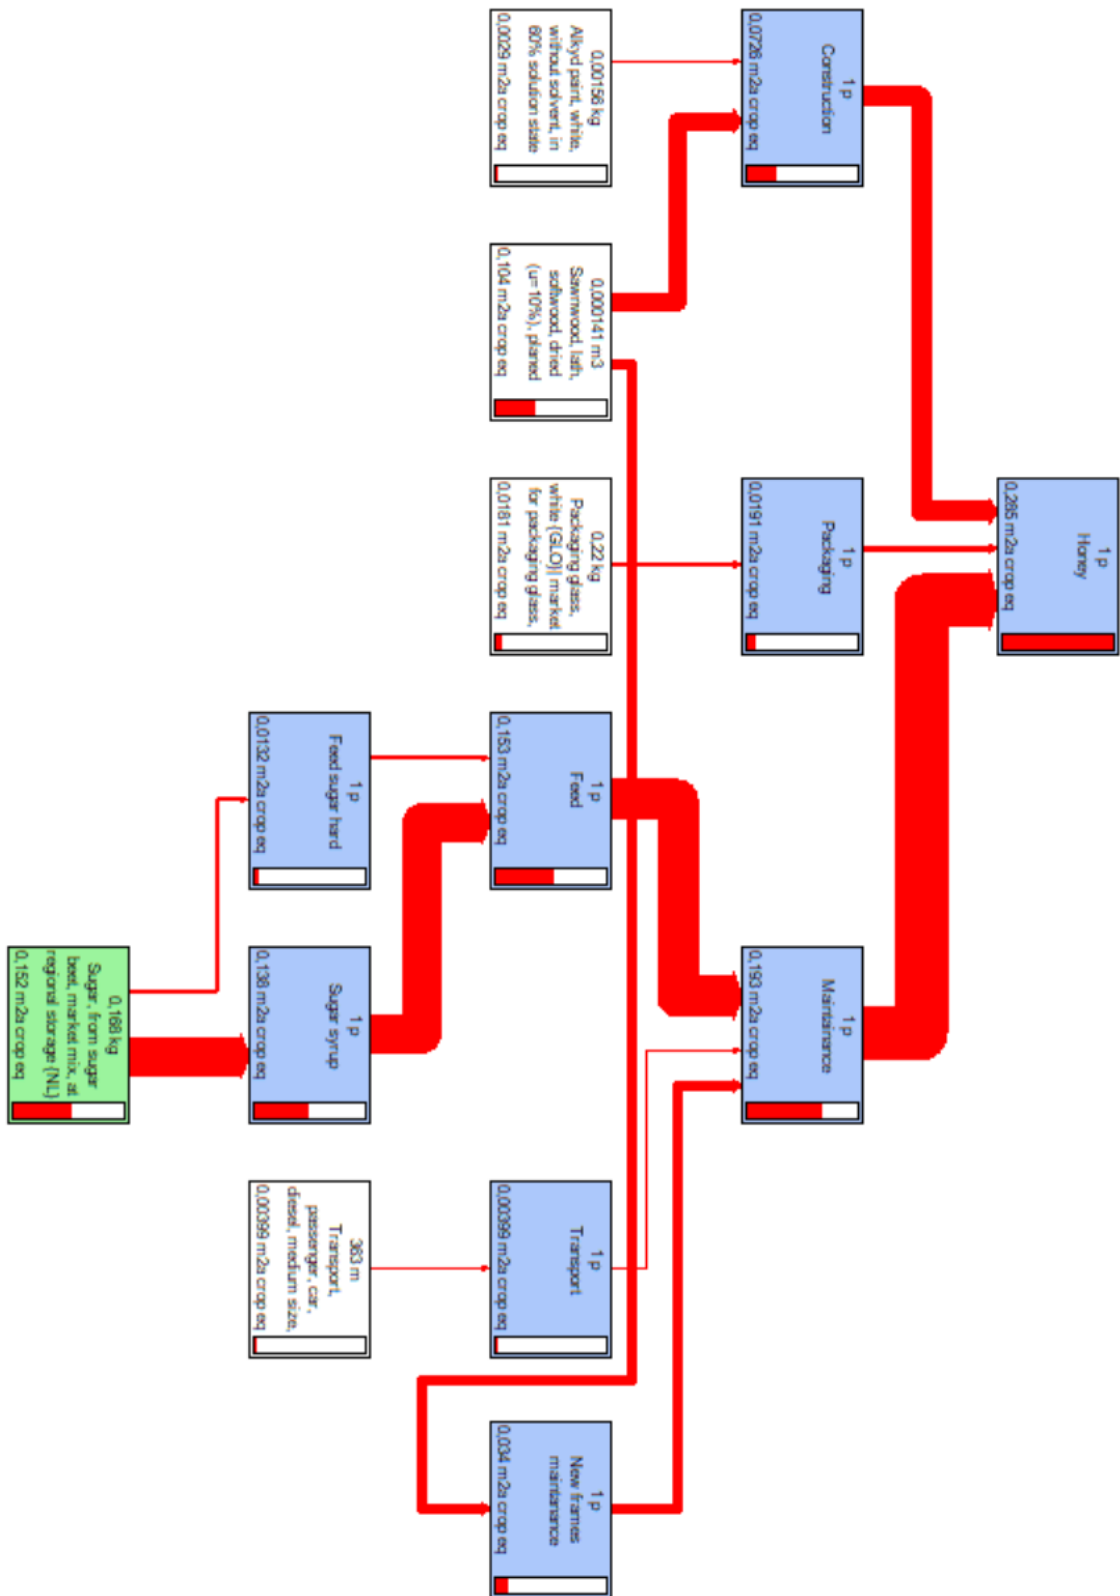 1 p
Honey
0,285 m2a crop eq
1 p
Construction
0,0726 m2a crop eq
1 p
Packaging
0,0191 m2a crop eq
1 p
Maintainance
0,193 m2a crop eq
0,00156 kg
Alkyd paint, white,
without solvent, in
60% solution state
0,0029 m2a crop eq
0,000141 m3
Sawnwood, lath,
softwood, dried
(u=10%), planed
0,104 m2a crop eq
0,22 kg
Packaging glass,
white {GLO}| market
for packaging glass,
0,0181 m2a crop eq
1 p
Feed
0,153 m2a crop eq
1 p
Transport
0,00399 m2a crop eq
1 p
New frames
maintanance
0,034 m2a crop eq
1 p
Feed sugar hard
0,0132 m2a crop eq
1 p
Sugar syrup
0,138 m2a crop eq
363 m
Transport,
passenger, car,
diesel, medium size,
0,00399 m2a crop eq
0,168 kg
Sugar, from sugar
beet, market mix, at
regional storage {NL}
0,152 m2a crop eq